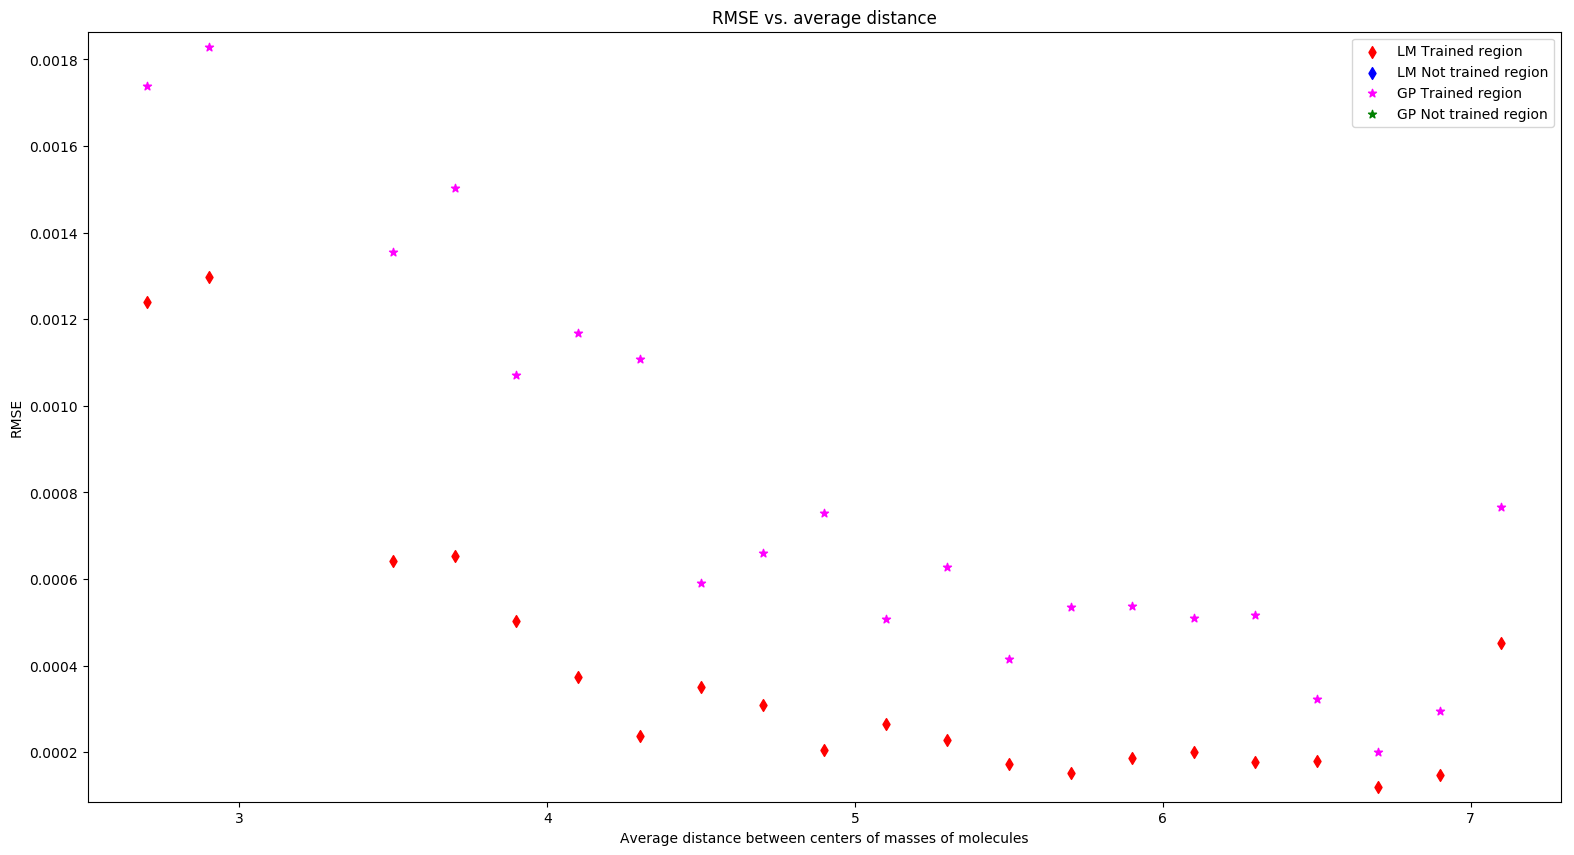 RMSE vs. average distance
LM Trained region
LM Not trained region
GP Trained region
GP Not trained region
0.0018
0.0016
0.0014
0.0012
0.0010
0.0008
0.0006
0.0004
0.0002
RMSE
3 4 5 6 7
Average distance between centers of masses of molecules